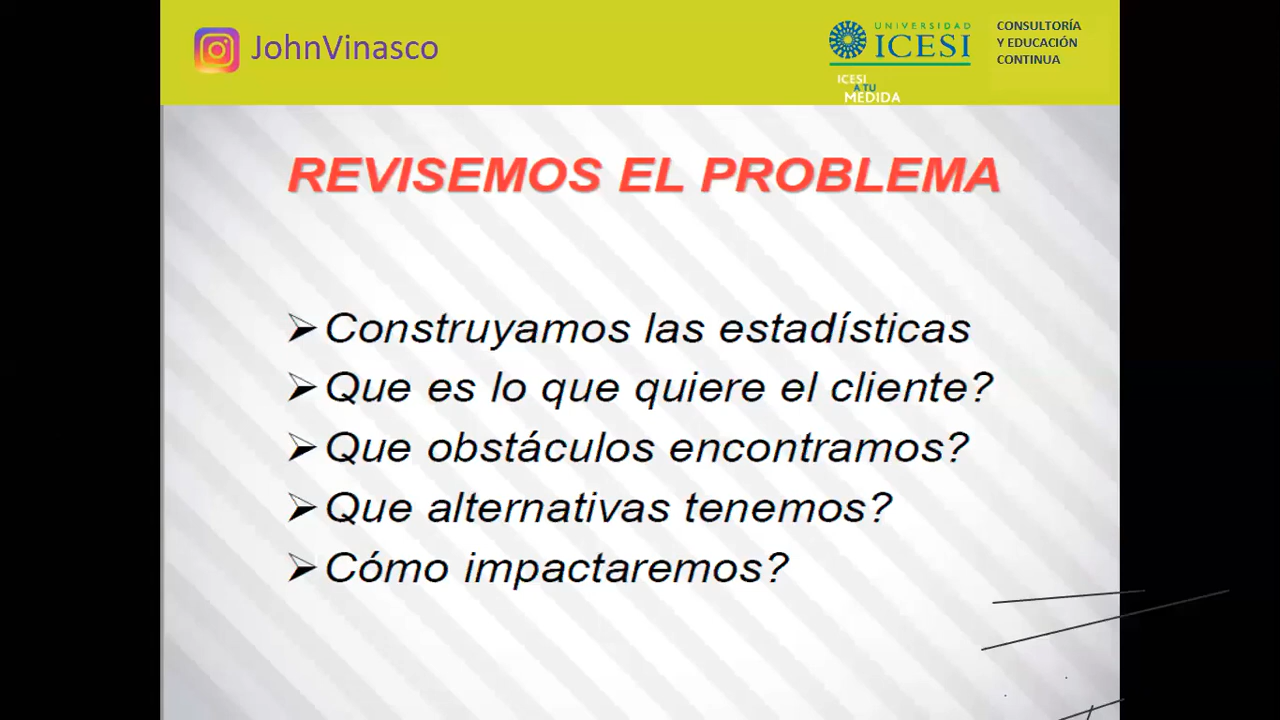 JohnVinasco
UNIVERSIDAD
ICESI
ICESI
A TU
MEDIDA
CONSULTORÍA
Y EDUCACIÓN
CONTINUA
REVISEMOS EL PROBLEMA
Construyamos las estadísticas
Que es lo que quiere el cliente?
Que obstáculos encontramos?
Que alternativas tenemos?
Cómo impactaremos?